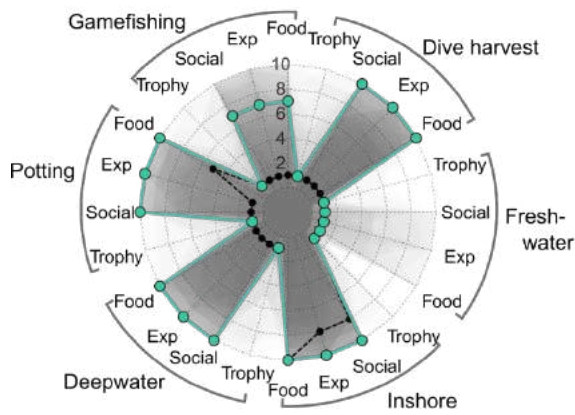 Gamefishing
Food
Exp
Social
Trophy
Trophy
Social
Exp
Food
Dive harvest
10
8
6
4
2
Trophy
Social
Exp
Food
Fresh-
water
Trophy
Social
Exp
Food
Inshore
Trophy
Social
Exp
Food
Deepwater
Trophy
Social
Exp
Food
Potting